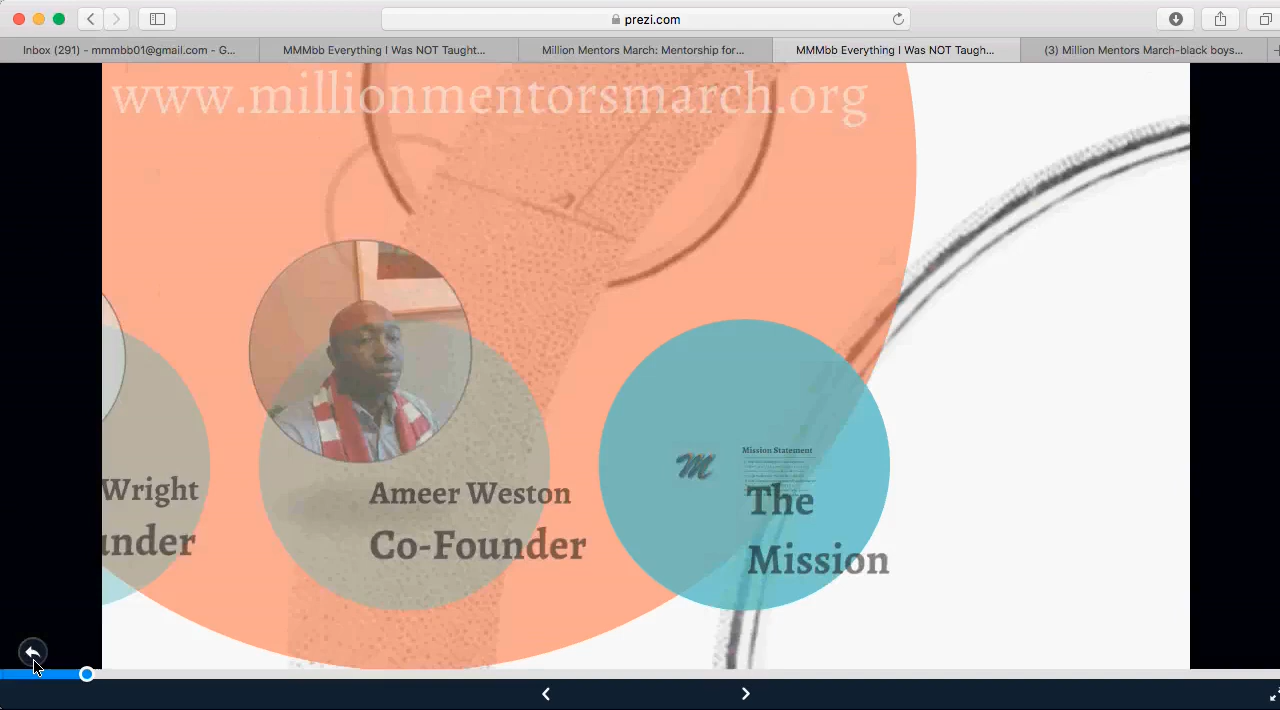 prezi.com
Inbox (291) - mmmbb01@gmail.com - G...
MMMbb Everything I Was NOT Taught...
Million Mentors March: Mentorship for...
MMMbb Everything I Was NOT Taugh...
(3) Million Mentors March-black boys...
www.millionmentorsmarch.org
Wright
under
Ameer Weston
Co-Founder
M
Mission Statement
The
Mission